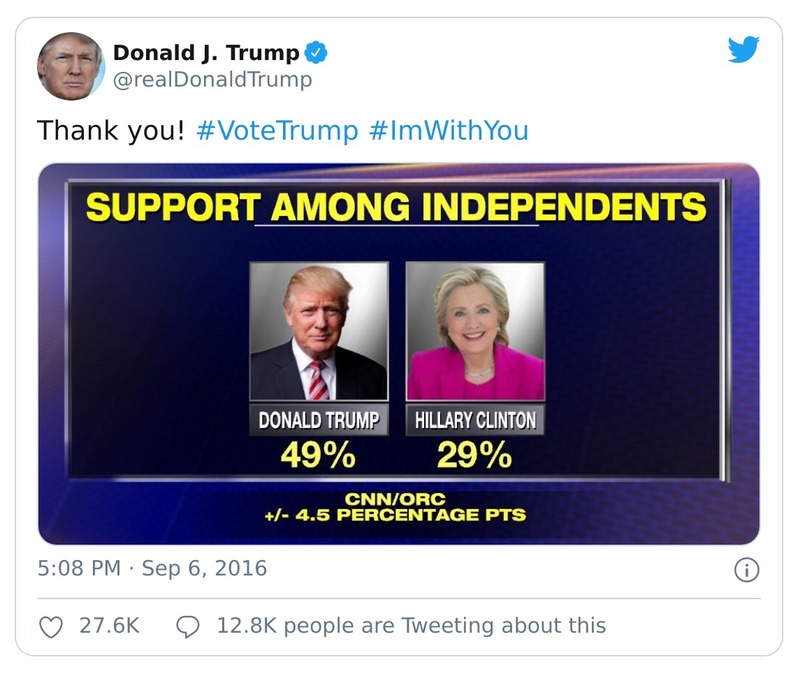 Donald J. Trump
@realDonaldTrump
Thank you! #VoteTrump #ImWithYou
SUPPORT AMONG INDEPENDENTS
DONALD TRUMP
HILLARY CLINTON
49%
29%
CNN/ORC
+/- 4.5 PERCENTAGE PTS
5:08 PM · Sep 6, 2016
27.6K
12.8K people are Tweeting about this